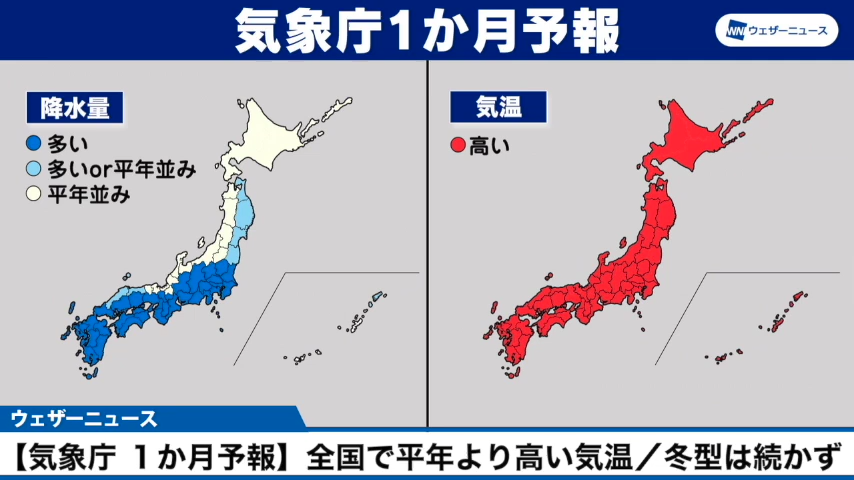 気象庁1か月予報
WNI ウェザーニュース
降水量
多い
多いor平年並み
平年並み
気温
高い
ウェザーニュース
【気象庁 1か月予報】全国で平年より高い気温／冬型は続かず